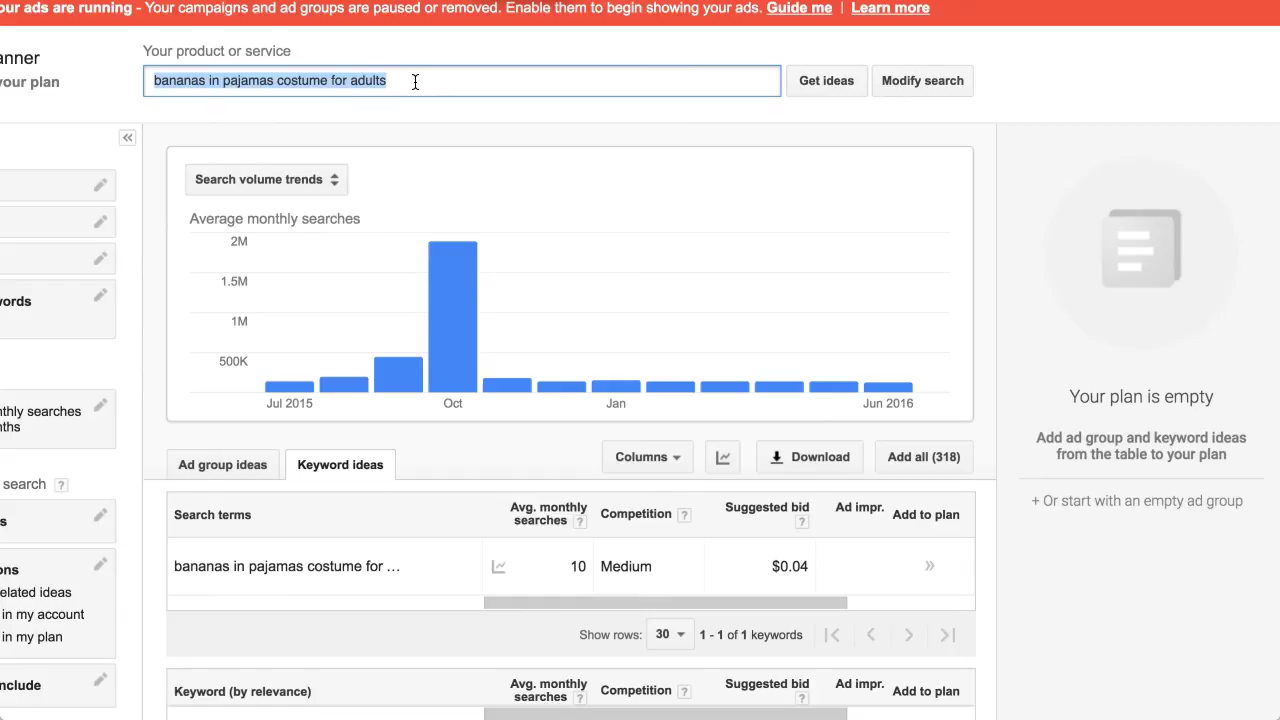 our ads are running - Your campaigns and ad groups are paused or removed. Enable them to begin showing your ads. Guide me | Learn more
anner
our plan
Your product or service
bananas in pajamas costume for adults
Get ideas
Modify search
«
ords
nthly searches
nths
search ?
s
ons
elated ideas
in my account
in my plan
nclude
Search volume trends
Average monthly searches
2M
1.5M
1M
500K
Jul 2015
Oct
Jan
Jun 2016
Ad group ideas
Keyword ideas
Columns
Download
Add all (318)
Search terms
Avg. monthly searches ?
Competition ?
Suggested bid ?
Ad impr.
Add to plan
bananas in pajamas costume for …
10
Medium
$0.04
»
Show rows: 30
1 - 1 of 1 keywords
Keyword (by relevance)
Avg. monthly searches ?
Competition ?
Suggested bid ?
Ad impr.
Add to plan
Your plan is empty
Add ad group and keyword ideas
from the table to your plan
+ Or start with an empty ad group